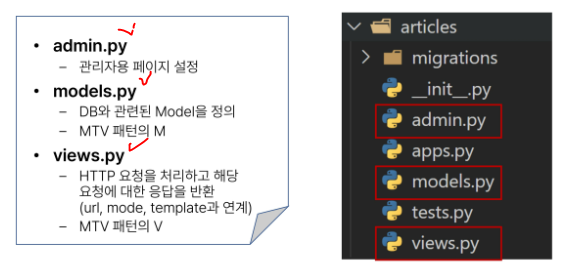 • admin.py
– 관리자용 페이지 설정
• models.py
– DB와 관련된 Model을 정의
– MTV 패턴의 M
• views.py
– HTTP 요청을 처리하고 해당
요청에 대한 응답을 반환
(url, mode, template과 연계)
– MTV 패턴의 V
articles
migrations
__init__.py
admin.py
apps.py
models.py
tests.py
views.py